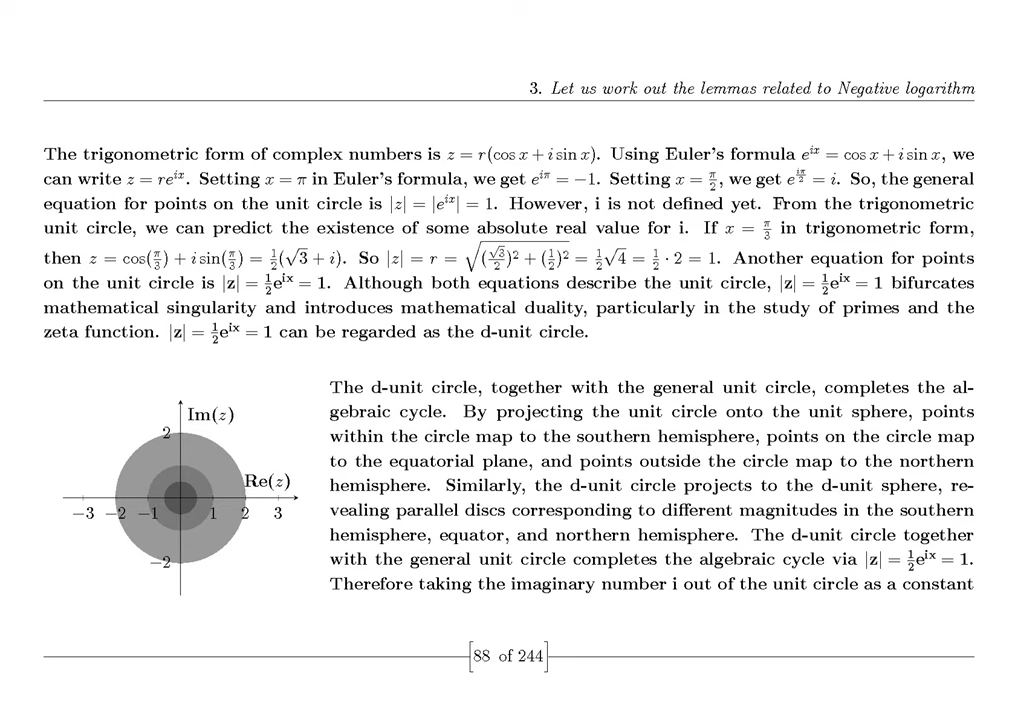 3. Let us work out the lemmas related to Negative logarithm
The trigonometric form of complex numbers is z = r(cos x + i sin x). Using Euler's formula e^{ix} = cos x + i sin x, we
can write z = re^{ix}. Setting x = π in Euler's formula, we get e^{iπ} = −1. Setting x = π/2, we get e^{iπ/2} = i. So, the general
equation for points on the unit circle is |z| = |e^{ix}| = 1. However, i is not defined yet. From the trigonometric
unit circle, we can predict the existence of some absolute real value for i. If x = π/3 in trigonometric form,
then z = cos(π/3) + i sin(π/3) = 1/2(√3 + i). So |z| = r = √((√3/2)² + (1/2)²) = 1/2√4 = 1/2 · 2 = 1. Another equation for points
on the unit circle is |z| = 1/2 e^{ix} = 1. Although both equations describe the unit circle, |z| = 1/2 e^{ix} = 1 bifurcates
mathematical singularity and introduces mathematical duality, particularly in the study of primes and the
zeta function. |z| = 1/2 e^{ix} = 1 can be regarded as the d-unit circle.
The d-unit circle, together with the general unit circle, completes the al-
gebraic cycle. By projecting the unit circle onto the unit sphere, points
within the circle map to the southern hemisphere, points on the circle map
to the equatorial plane, and points outside the circle map to the northern
hemisphere. Similarly, the d-unit circle projects to the d-unit sphere, re-
vealing parallel discs corresponding to different magnitudes in the southern
hemisphere, equator, and northern hemisphere. The d-unit circle together
with the general unit circle completes the algebraic cycle via |z| = 1/2 e^{ix} = 1.
Therefore taking the imaginary number i out of the unit circle as a constant
Im(z)
2
Re(z)
−3 −2 −1 1 2 3
−2
88 of 244